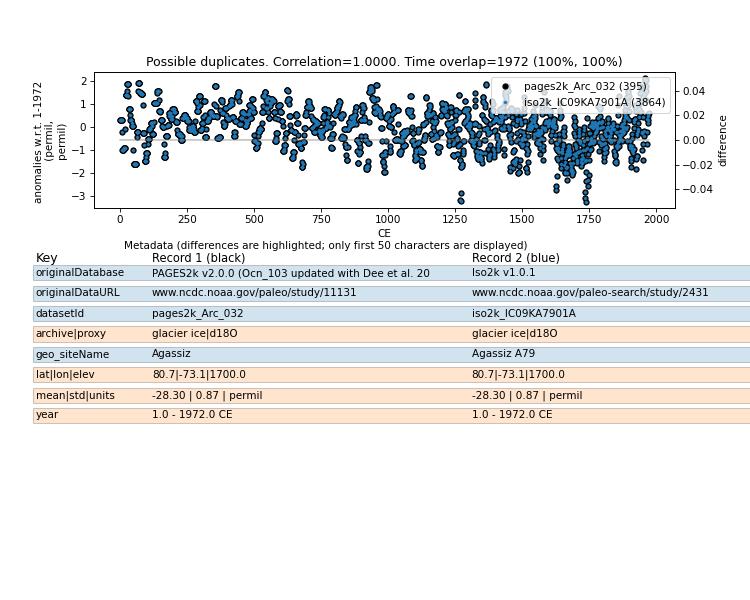 Possible duplicates. Correlation=1.0000. Time overlap=1972 (100%, 100%)
anomalies w.r.t. 1-1972
(permil,
permil)
2
1
0
−1
−2
−3
pages2k_Arc_032 (395)
iso2k_IC09KA7901A (3864)
0.04
0.02
0.00
−0.02
−0.04
difference
0 250 500 750 1000 1250 1500 1750 2000
CE
Metadata (differences are highlighted; only first 50 characters are displayed)
Key Record 1 (black) Record 2 (blue)
originalDatabase PAGES2k v2.0.0 (Ocn_103 updated with Dee et al. 20 Iso2k v1.0.1
originalDataURL www.ncdc.noaa.gov/paleo/study/11131 www.ncdc.noaa.gov/paleo-search/study/2431
datasetId pages2k_Arc_032 iso2k_IC09KA7901A
archive|proxy glacier ice|d18O glacier ice|d18O
geo_siteName Agassiz Agassiz A79
lat|lon|elev 80.7|-73.1|1700.0 80.7|-73.1|1700.0
mean|std|units -28.30 | 0.87 | permil -28.30 | 0.87 | permil
year 1.0 - 1972.0 CE 1.0 - 1972.0 CE